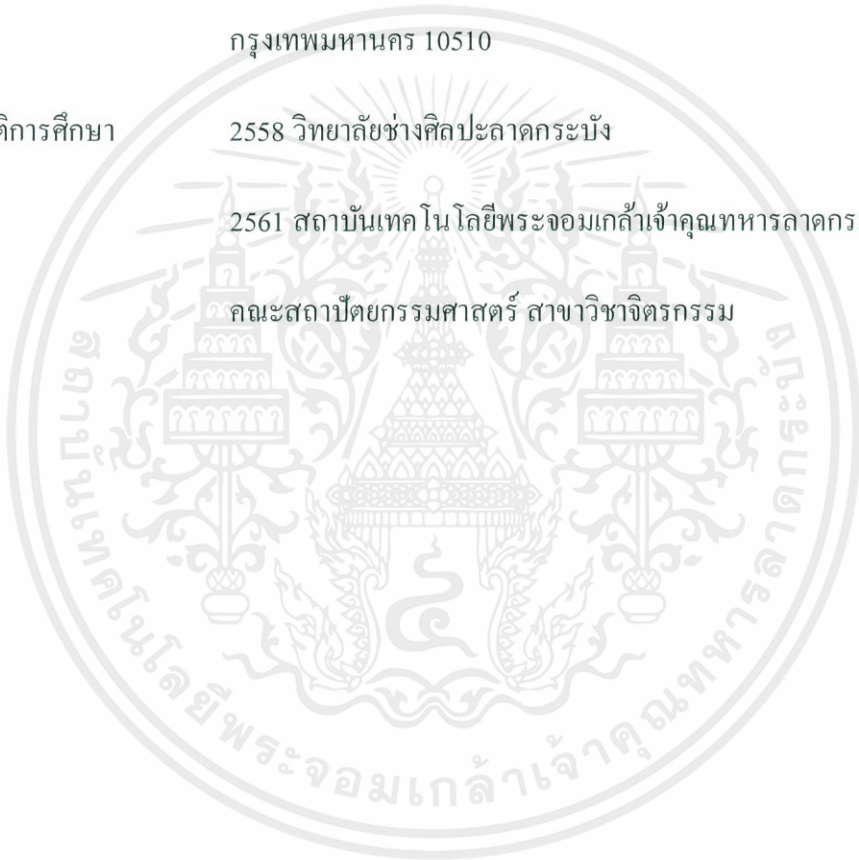 กรุงเทพมหานคร 10510
ติการศึกษา 2558 วิทยาลัยช่างศิลปะลาดกระบัง
2561 สถาบันเทคโนโลยีพระจอมเกล้าเจ้าคุณทหารลาดกร
คณะสถาปัตยกรรมศาสตร์ สาขาวิชาจิตรกรรม
สถาบันเทคโนโลยีพระจอมเกล้าเจ้าคุณทหารลาดกระบัง